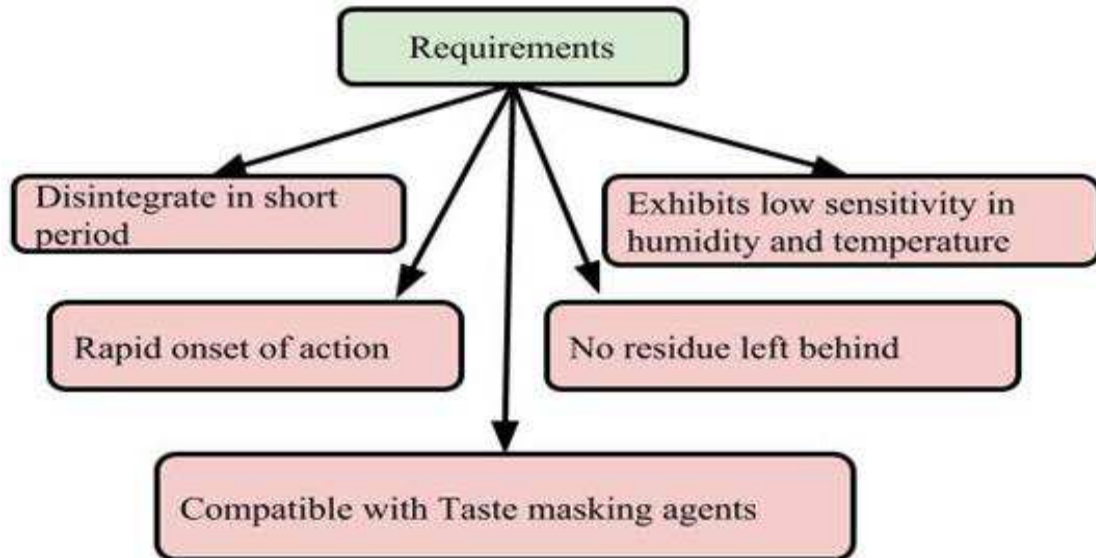 Requirements
Disintegrate in short
period
Exhibits low sensitivity in
humidity and temperature
Rapid onset of action
No residue left behind
Compatible with Taste masking agents